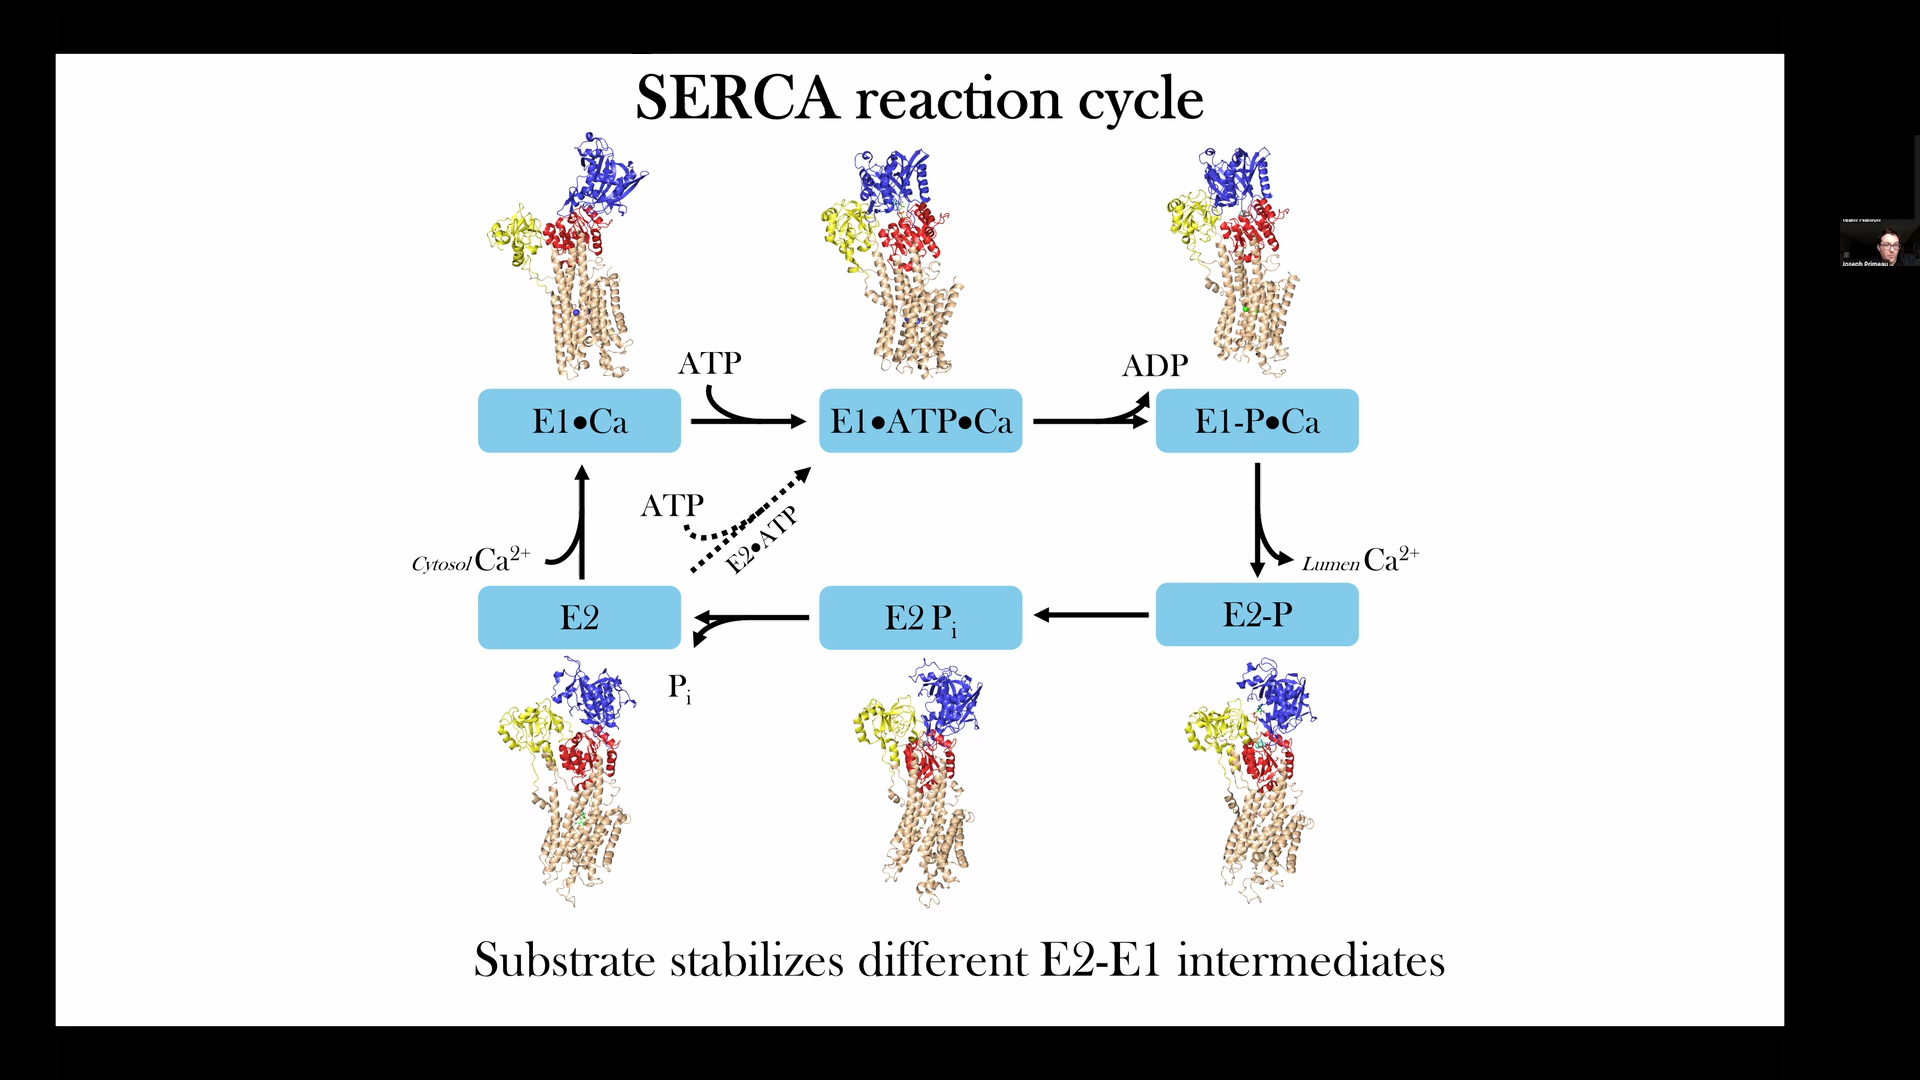 SERCA reaction cycle
ATP
ADP
E1•Ca
E1•ATP•Ca
E1-P•Ca
ATP
E2•ATP
Cytosol Ca2+
Lumen Ca2+
E2
E2 Pi
E2-P
Pi
Substrate stabilizes different E2-E1 intermediates
Joseph Primeau